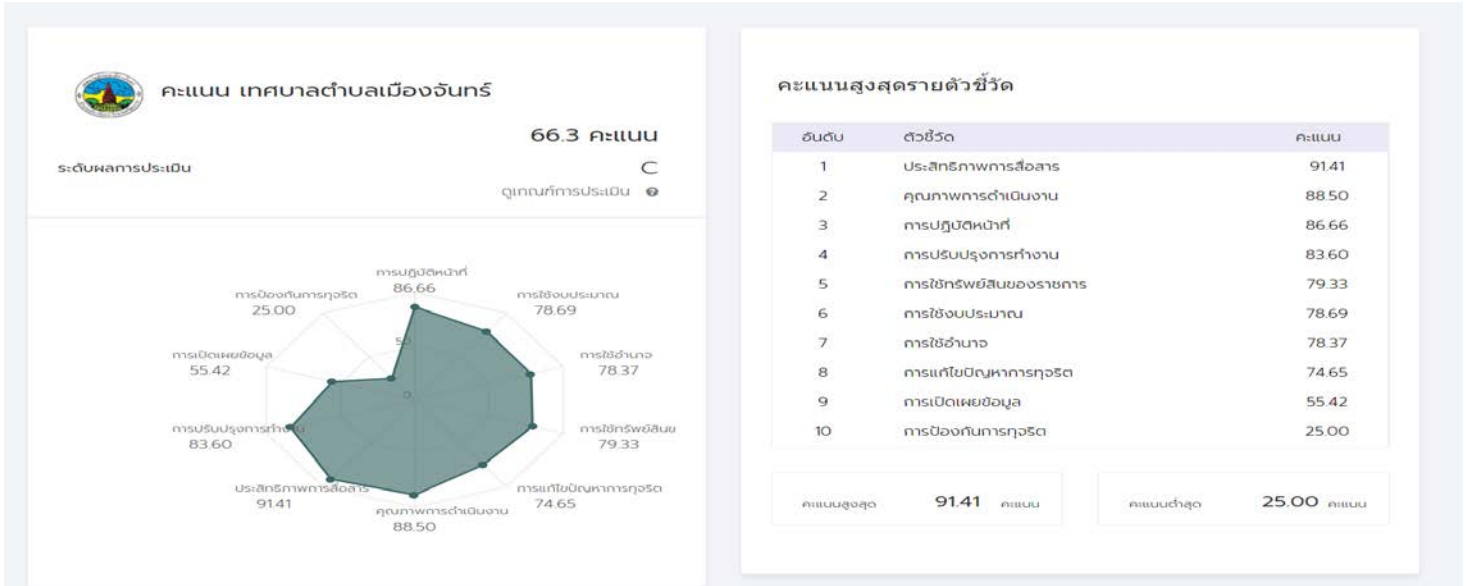 คะแนน เทศบาลตำบลเมืองจันทร์
66.3 คะแนน
ระดับผลการประเมิน
C
ดูเกณฑ์การประเมิน
การปฏิบัติหน้าที่
86.66
การป้องกันการทุจริต
25.00
การใช้งบประมาณ
78.69
50
การเปิดเผยข้อมูล
55.42
การใช้อำนาจ
78.37
0
การปรับปรุงการทำงาน
83.60
การใช้ทรัพย์สินข
79.33
ประสิทธิภาพการสื่อสาร
91.41
การแก้ไขปัญหาการทุจริต
74.65
คุณภาพการดำเนินงาน
88.50
คะแนนสูงสุดรายตัวชี้วัด
อันดับ ตัวชี้วัด คะแนน
1 ประสิทธิภาพการสื่อสาร 91.41
2 คุณภาพการดำเนินงาน 88.50
3 การปฏิบัติหน้าที่ 86.66
4 การปรับปรุงการทำงาน 83.60
5 การใช้ทรัพย์สินของราชการ 79.33
6 การใช้งบประมาณ 78.69
7 การใช้อำนาจ 78.37
8 การแก้ไขปัญหาการทุจริต 74.65
9 การเปิดเผยข้อมูล 55.42
10 การป้องกันการทุจริต 25.00
คะแนนสูงสุด 91.41 คะแนน
คะแนนต่ำสุด 25.00 คะแนน